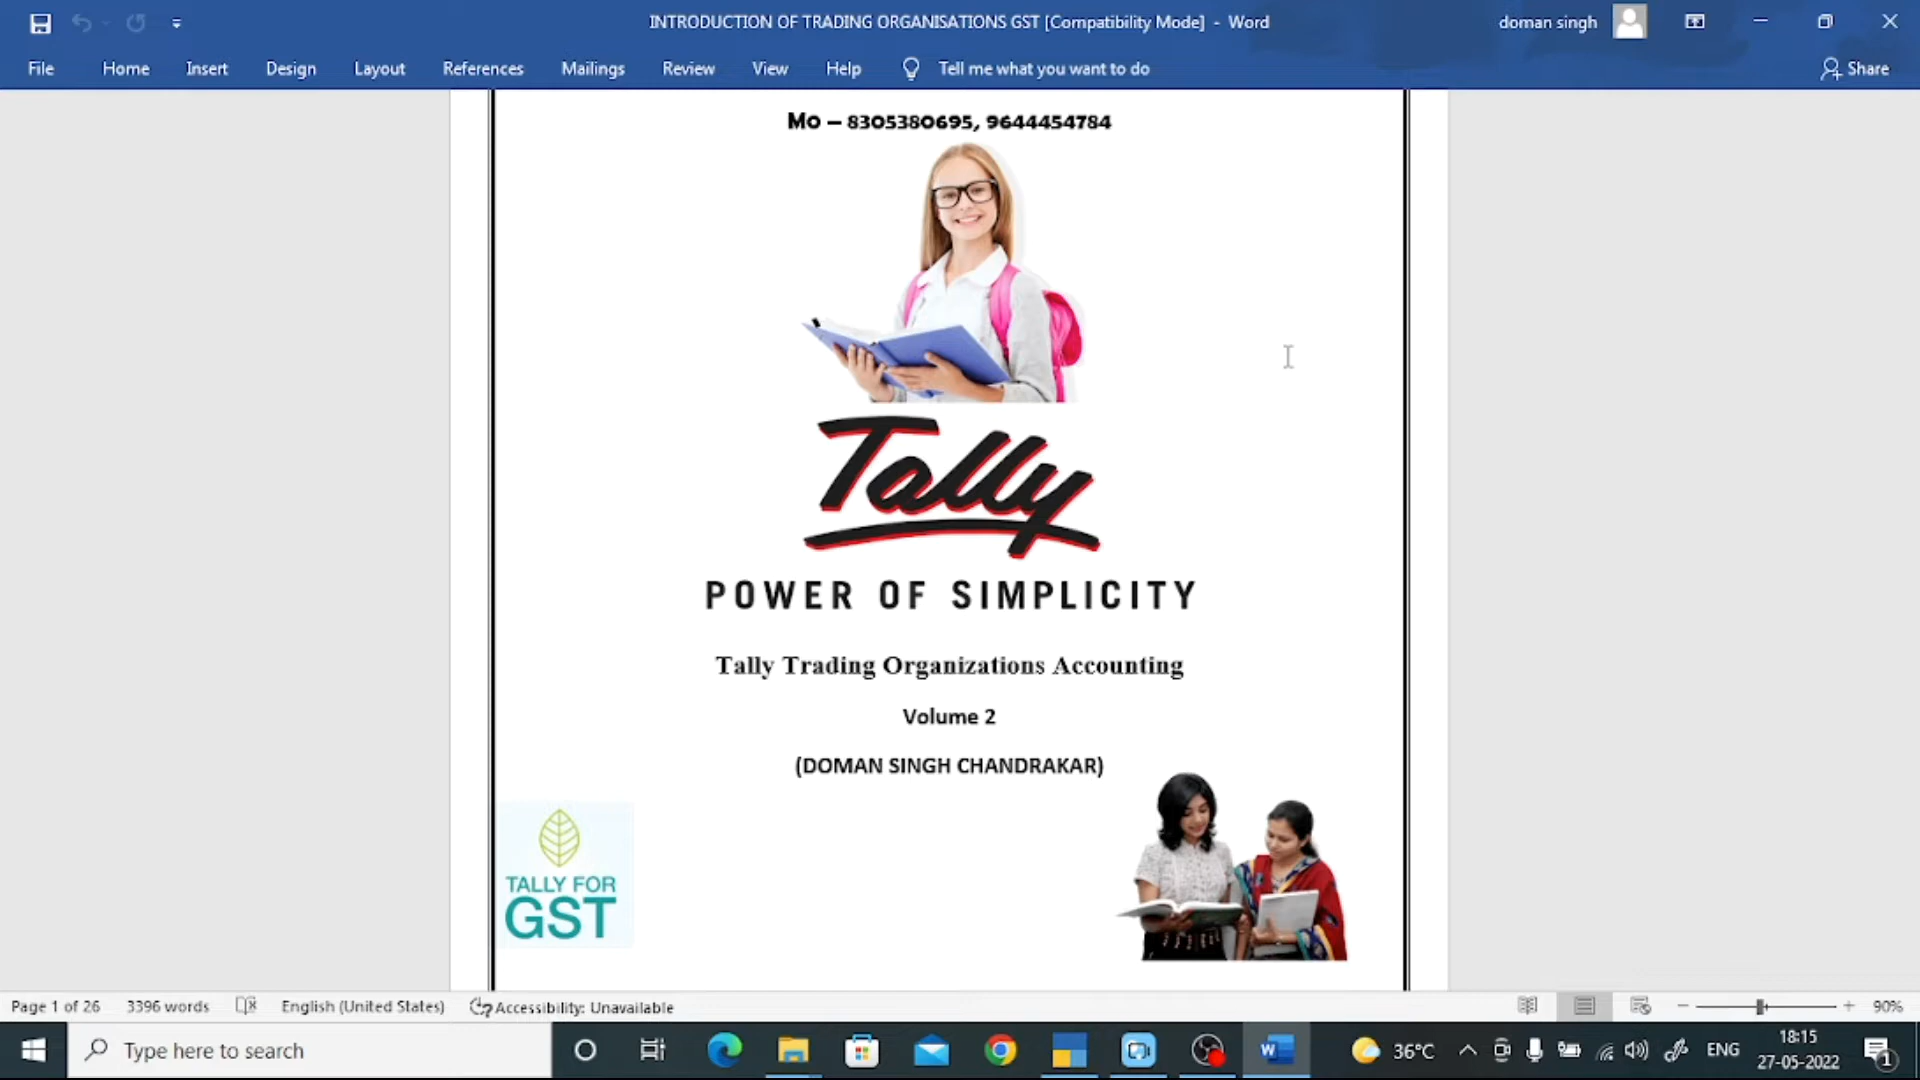 INTRODUCTION OF TRADING ORGANISATIONS GST [Compatibility Mode] - Word
doman singh
File Home Insert Design Layout References Mailings Review View Help Tell me what you want to do Share
Mo – 8305380695, 9644454784
Tally
POWER OF SIMPLICITY
Tally Trading Organizations Accounting
Volume 2
(DOMAN SINGH CHANDRAKAR)
TALLY FOR
GST
Page 1 of 26 3396 words English (United States) Accessibility: Unavailable 90%
Type here to search
W
36°C
ENG
18:15
27-05-2022
1